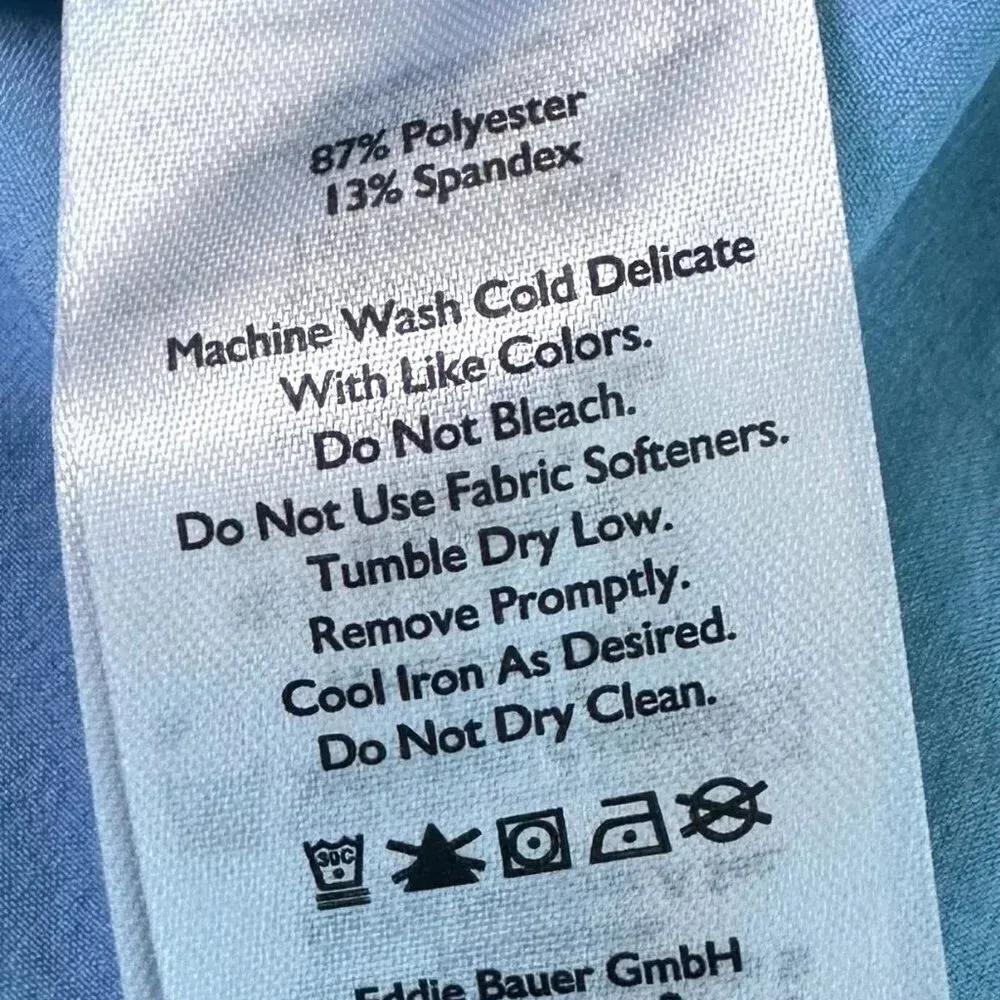 87% Polyester
13% Spandex
Machine Wash Cold Delicate
With Like Colors.
Do Not Bleach.
Do Not Use Fabric Softeners.
Tumble Dry Low.
Remove Promptly.
Cool Iron As Desired.
Do Not Dry Clean.
30C
Eddie Bauer GmbH